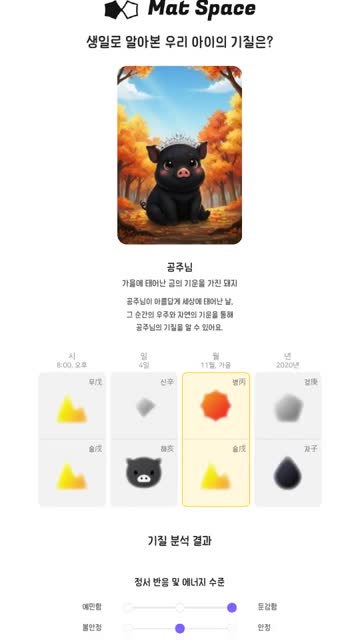 Mat Space
생일로 알아본 우리 아이의 기질은?
공주님
가을에 태어난 금의 기운을 가진 돼지
공주님이 아름답게 세상에 태어난 날,
그 순간의 우주와 자연의 기운을 통해
공주님의 기질을 알 수 있어요.
시 일 월 년
8:00, 오후 4일 11월, 가을 2020년
무戊 신辛 병丙 경庚
술戌 해亥 술戌 자子
기질 분석 결과
정서 반응 및 에너지 수준
예민함 둔감함
불안정 안정